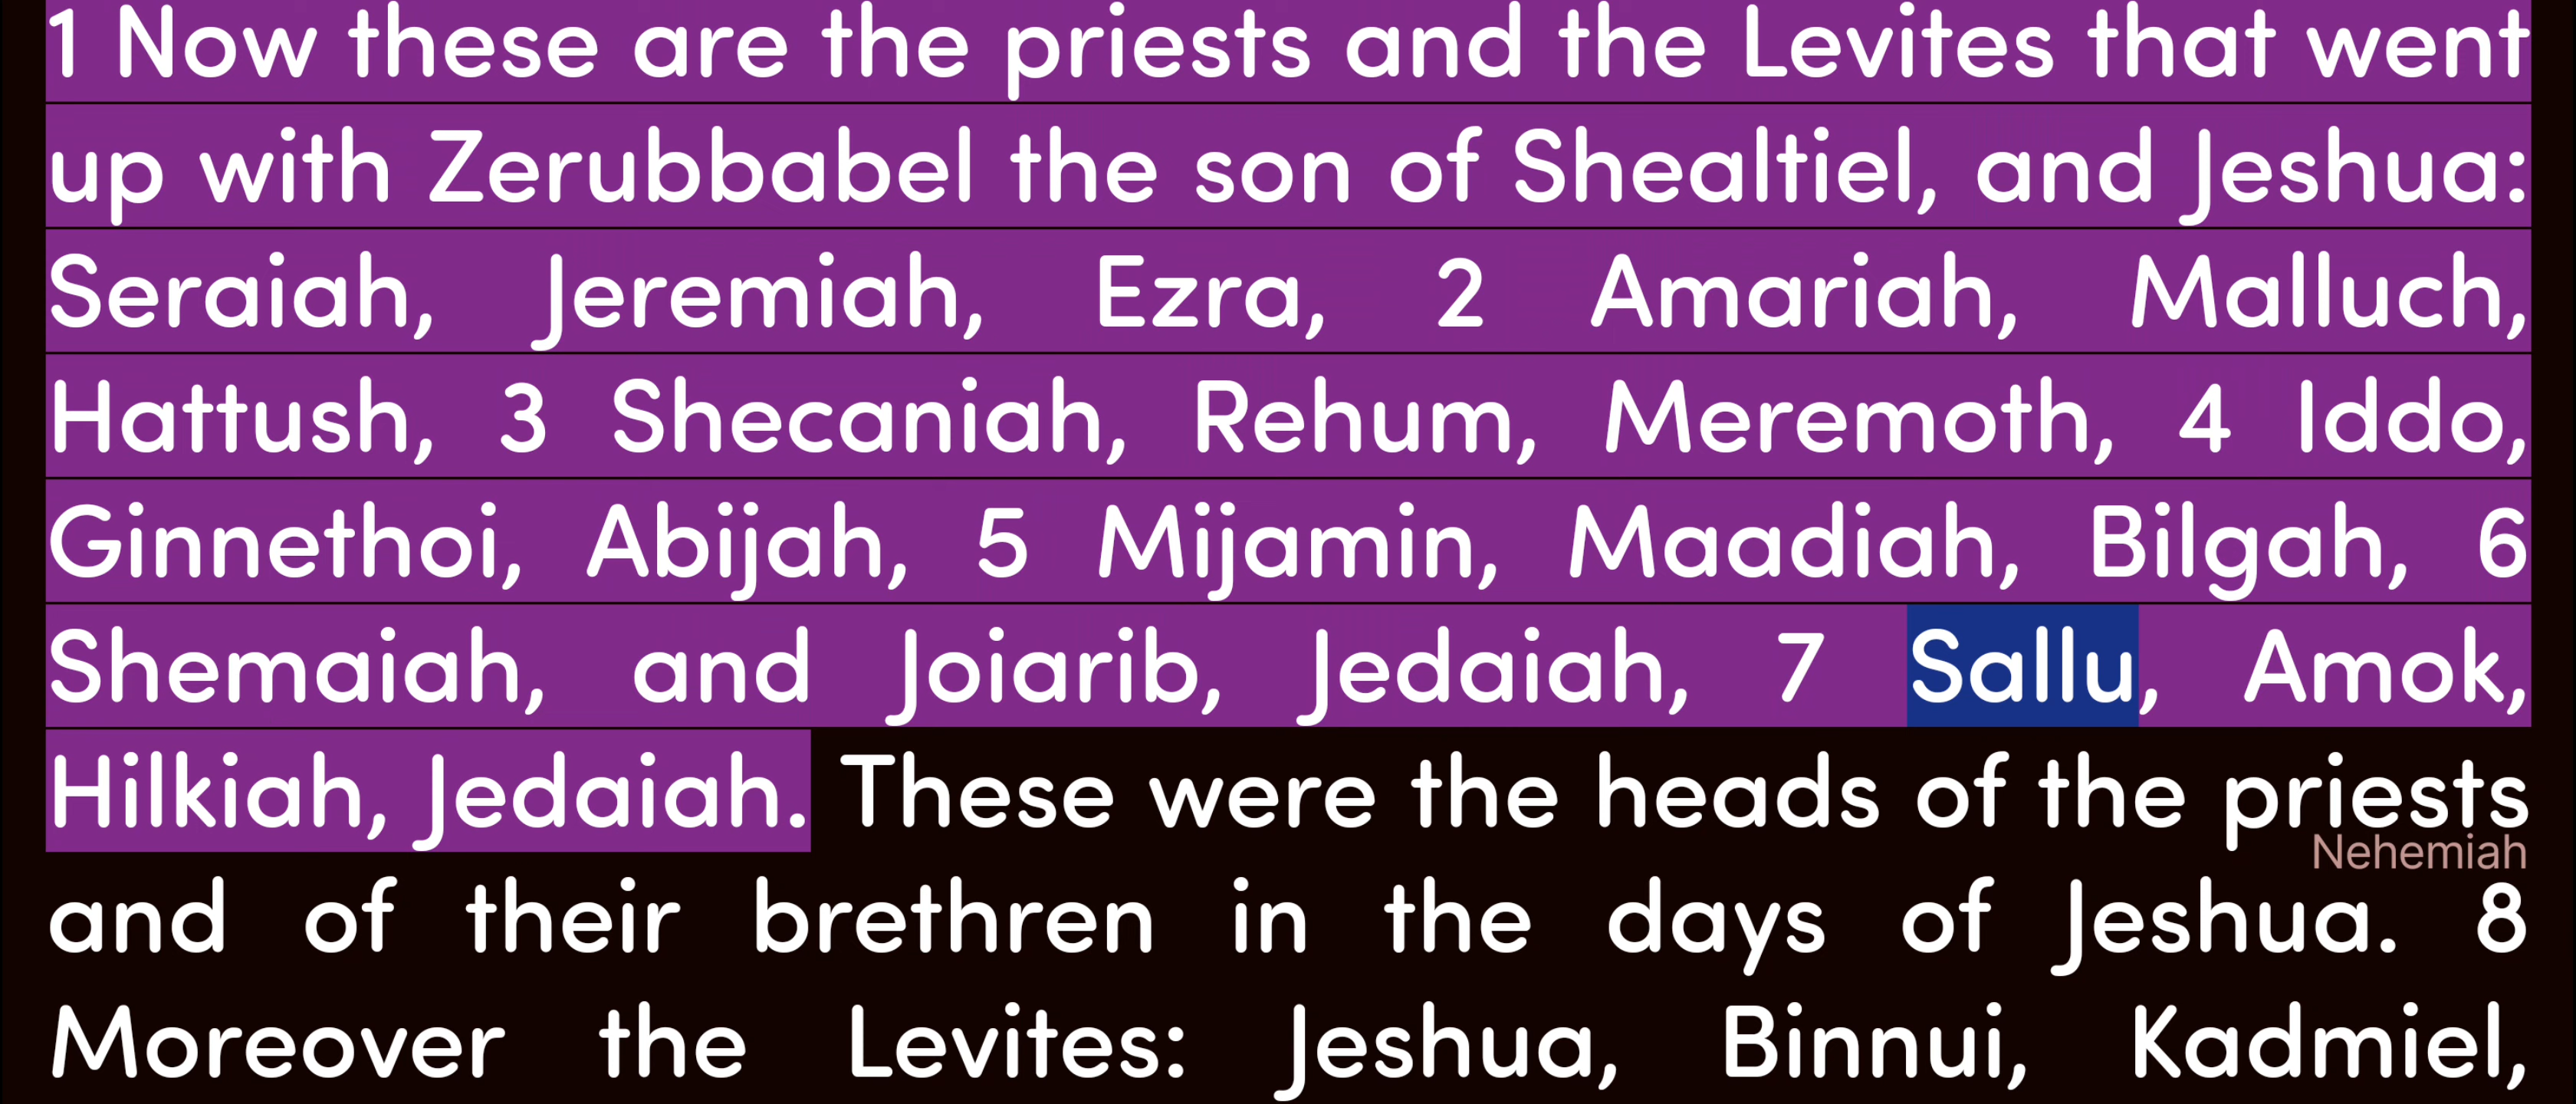 1 Now these are the priests and the Levites that went
up with Zerubbabel the son of Shealtiel, and Jeshua:
Seraiah, Jeremiah, Ezra, 2 Amariah, Malluch,
Hattush, 3 Shecaniah, Rehum, Meremoth, 4 Iddo,
Ginnethoi, Abijah, 5 Mijamin, Maadiah, Bilgah, 6
Shemaiah, and Joiarib, Jedaiah, 7 Sallu, Amok,
Hilkiah, Jedaiah. These were the heads of the priests
Nehemiah
and of their brethren in the days of Jeshua. 8
Moreover the Levites: Jeshua, Binnui, Kadmiel,